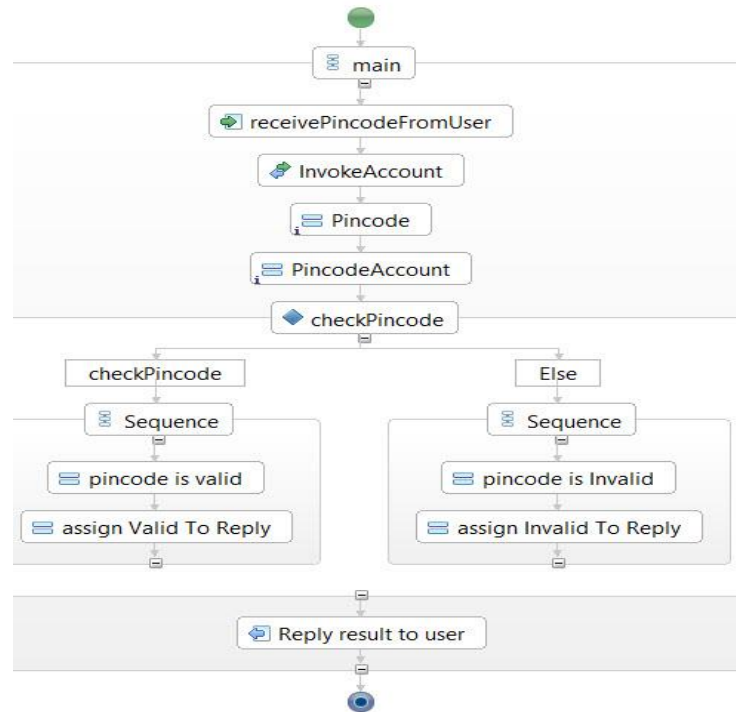 main
receivePincodeFromUser
InvokeAccount
Pincode
PincodeAccount
checkPincode
checkPincode
Else
Sequence
Sequence
pincode is valid
pincode is Invalid
assign Valid To Reply
assign Invalid To Reply
Reply result to user